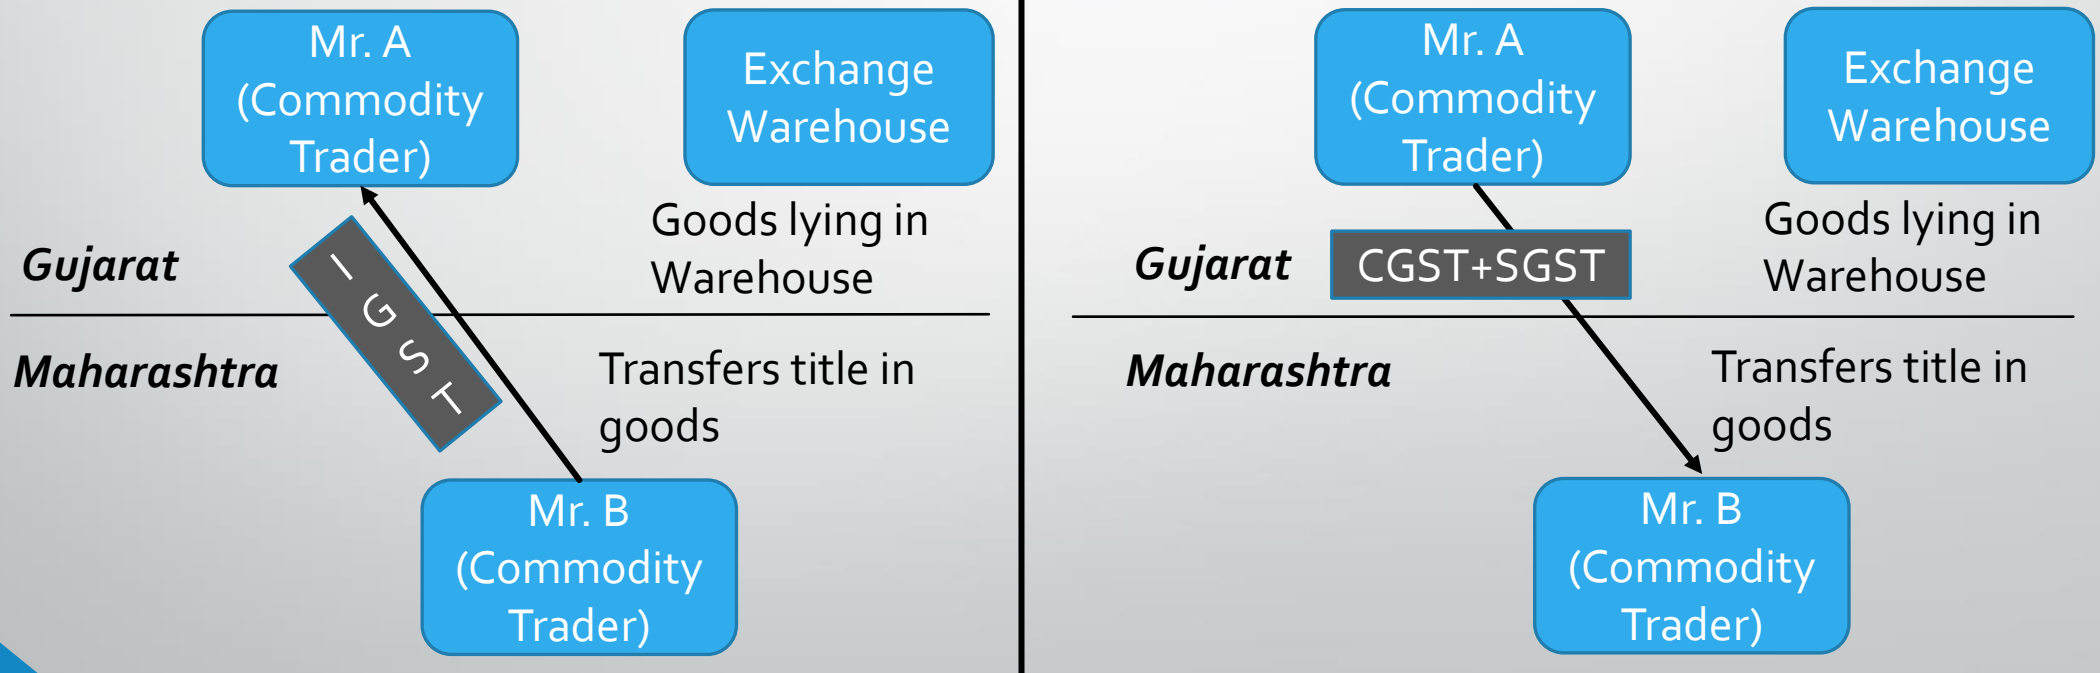 Mr. A
(Commodity
Trader)
Exchange
Warehouse
Goods lying in
Warehouse
Gujarat
IGST
Maharashtra
Transfers title in
goods
Mr. B
(Commodity
Trader)
Mr. A
(Commodity
Trader)
Exchange
Warehouse
Goods lying in
Warehouse
Gujarat
CGST+SGST
Maharashtra
Transfers title in
goods
Mr. B
(Commodity
Trader)